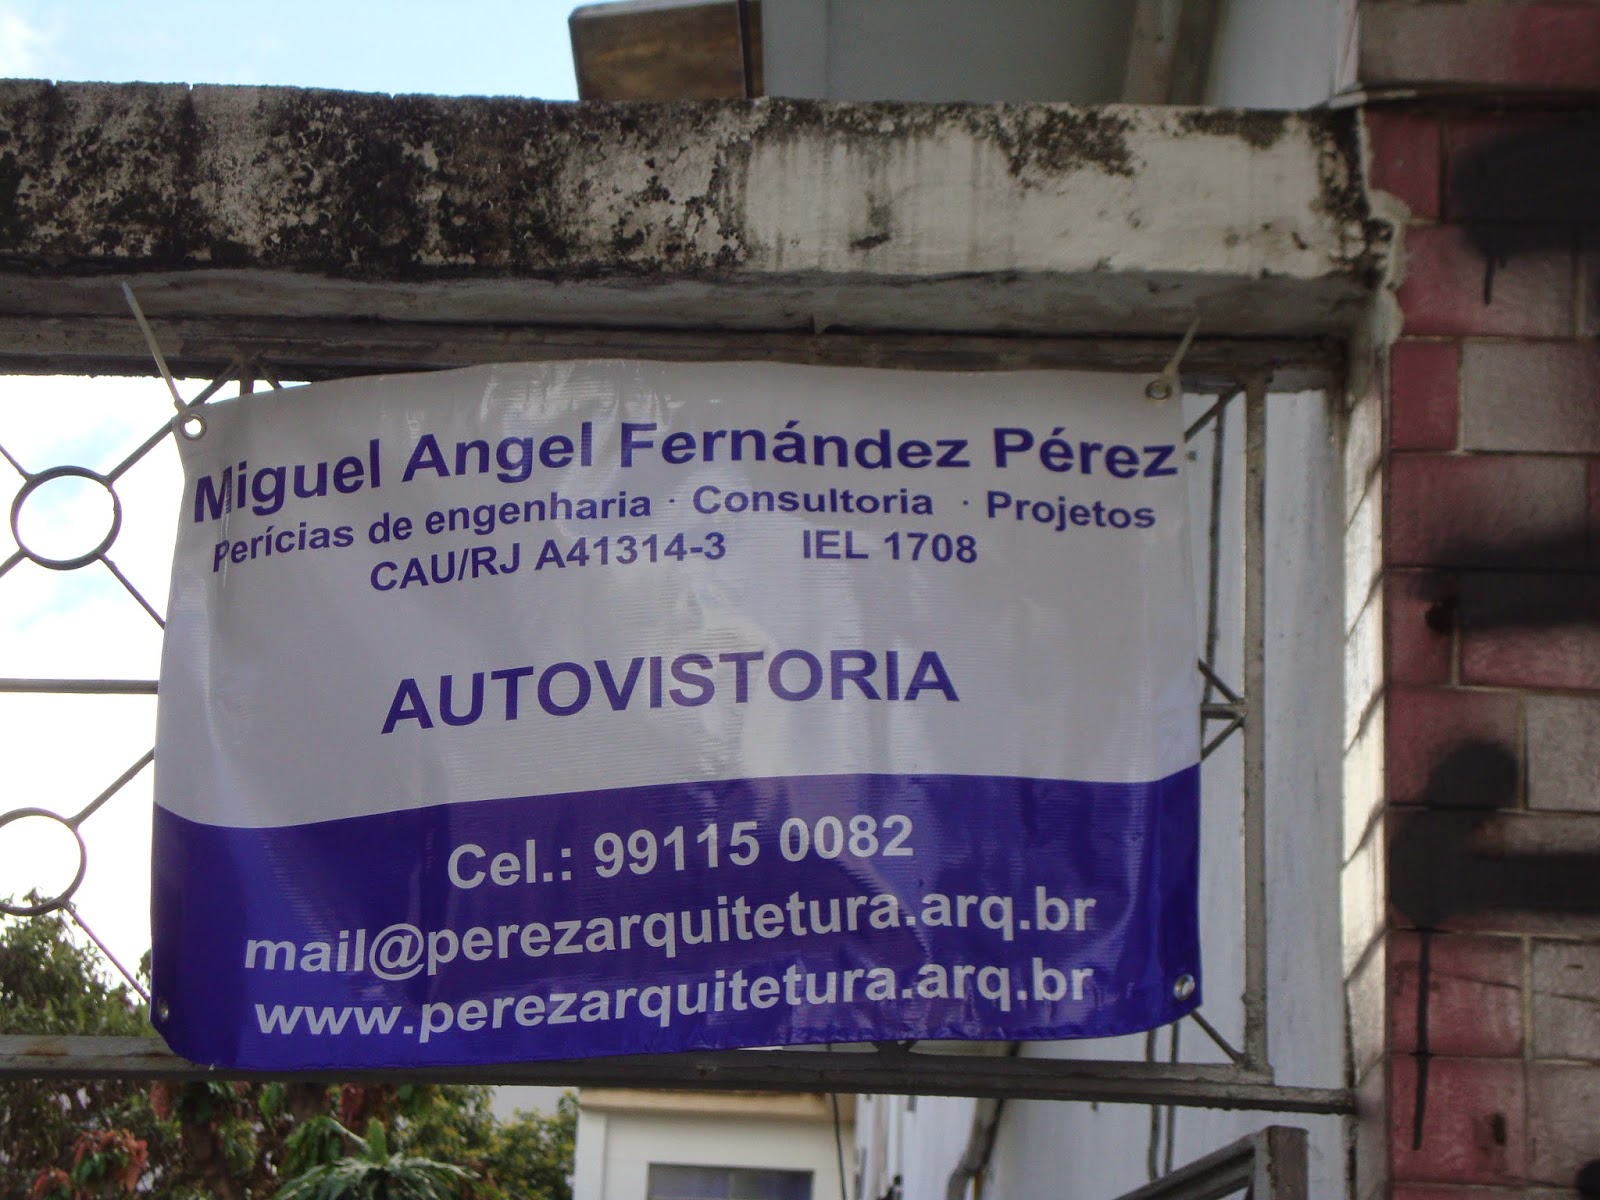 Miguel Angel Fernández Pérez
Perícias de engenharia · Consultoria · Projetos
CAU/RJ A41314-3 IEL 1708
AUTOVISTORIA
Cel.: 99115 0082
mail@perezarquitetura.arq.br
www.perezarquitetura.arq.br